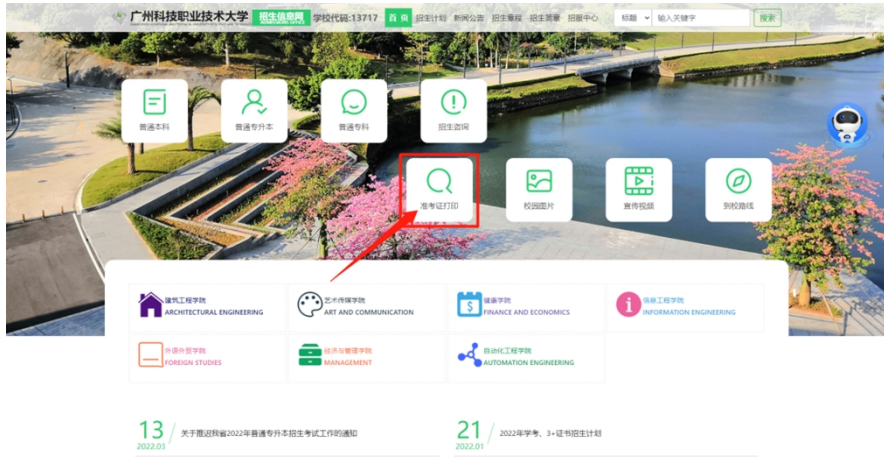 广州科技职业技术大学 招生信息网 学校代码:13717 首 页 招生计划 新闻公告 招生章程 招生简章 招服中心 标题 输入关键字 搜索
ADMISSIONS OFFICE
普通本科 普通专升本 普通专科 招生咨询
准考证打印 校园图片 宣传视频 到校路线
建筑工程学院 艺术传媒学院 健康学院 信息工程学院
ARCHITECTURAL ENGINEERING ART AND COMMUNICATION FINANCE AND ECONOMICS INFORMATION ENGINEERING
外语外贸学院 经济与管理学院 自动化工程学院
FOREIGN STUDIES MANAGEMENT AUTOMATION ENGINEERING
13 关于推迟我省2022年普通专升本招生考试工作的通知 21 2022年学考、3+证书招生计划
2022.03 2022.01